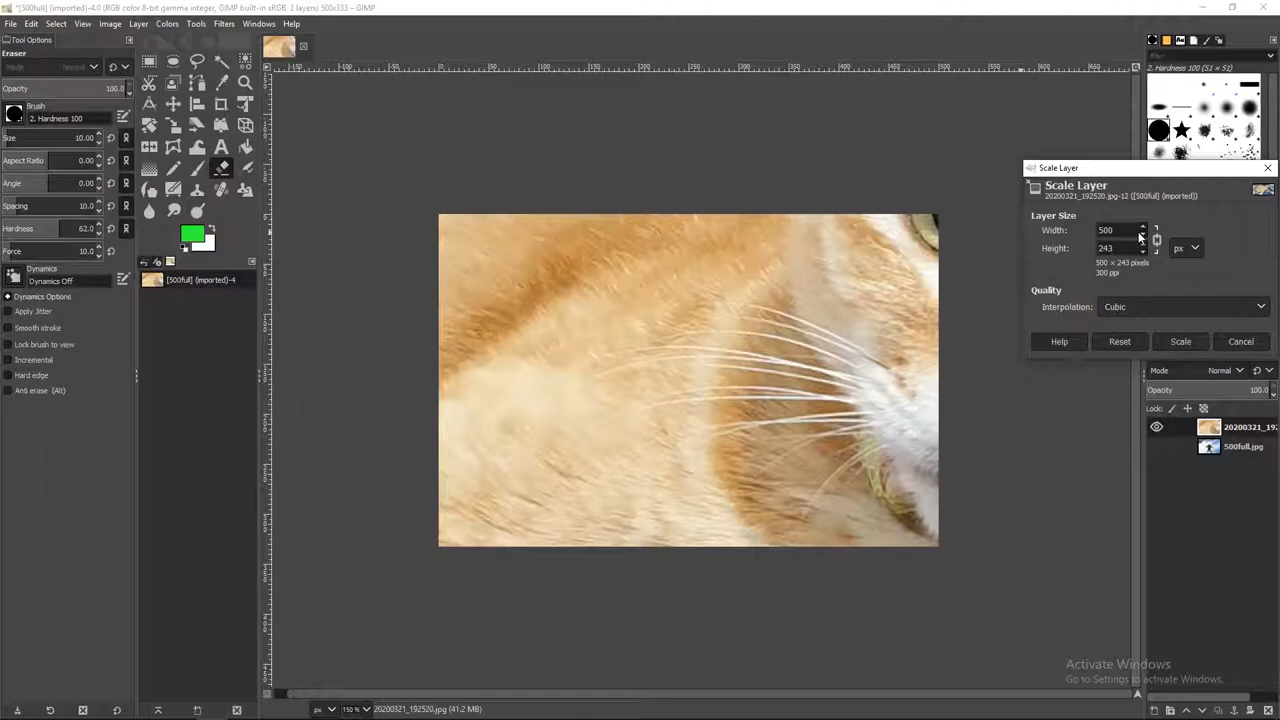 *[500full] (imported)-4.0 (RGB color 8-bit gamma integer, GIMP built-in sRGB, 2 layers) 500x333 – GIMP
File Edit Select View Image Layer Colors Tools Filters Windows Help
Tool Options
Eraser
Mode Normal
Opacity 100.0
Brush
2. Hardness 100
Size 10.00
Aspect Ratio 0.00
Angle 0.00
Spacing 10.0
Hardness 62.0
Force 10.0
Dynamics
Dynamics Off
Dynamics Options
Apply Jitter
Smooth stroke
Lock brush to view
Incremental
Hard edge
Anti erase (Alt)
[500full] (imported)-4
filter
2. Hardness 100 (51 × 51)
Scale Layer
Scale Layer
20200321_192520.jpg-12 ([500full] (imported))
Layer Size
Width: 500
Height: 243
px
500 × 243 pixels
300 ppi
Quality
Interpolation: Cubic
Help Reset Scale Cancel
Mode Normal
Opacity 100.0
Lock:
20200321_192
500full.jpg
Activate Windows
Go to Settings to activate Windows.
px 150 % 20200321_192520.jpg (41.2 MB)